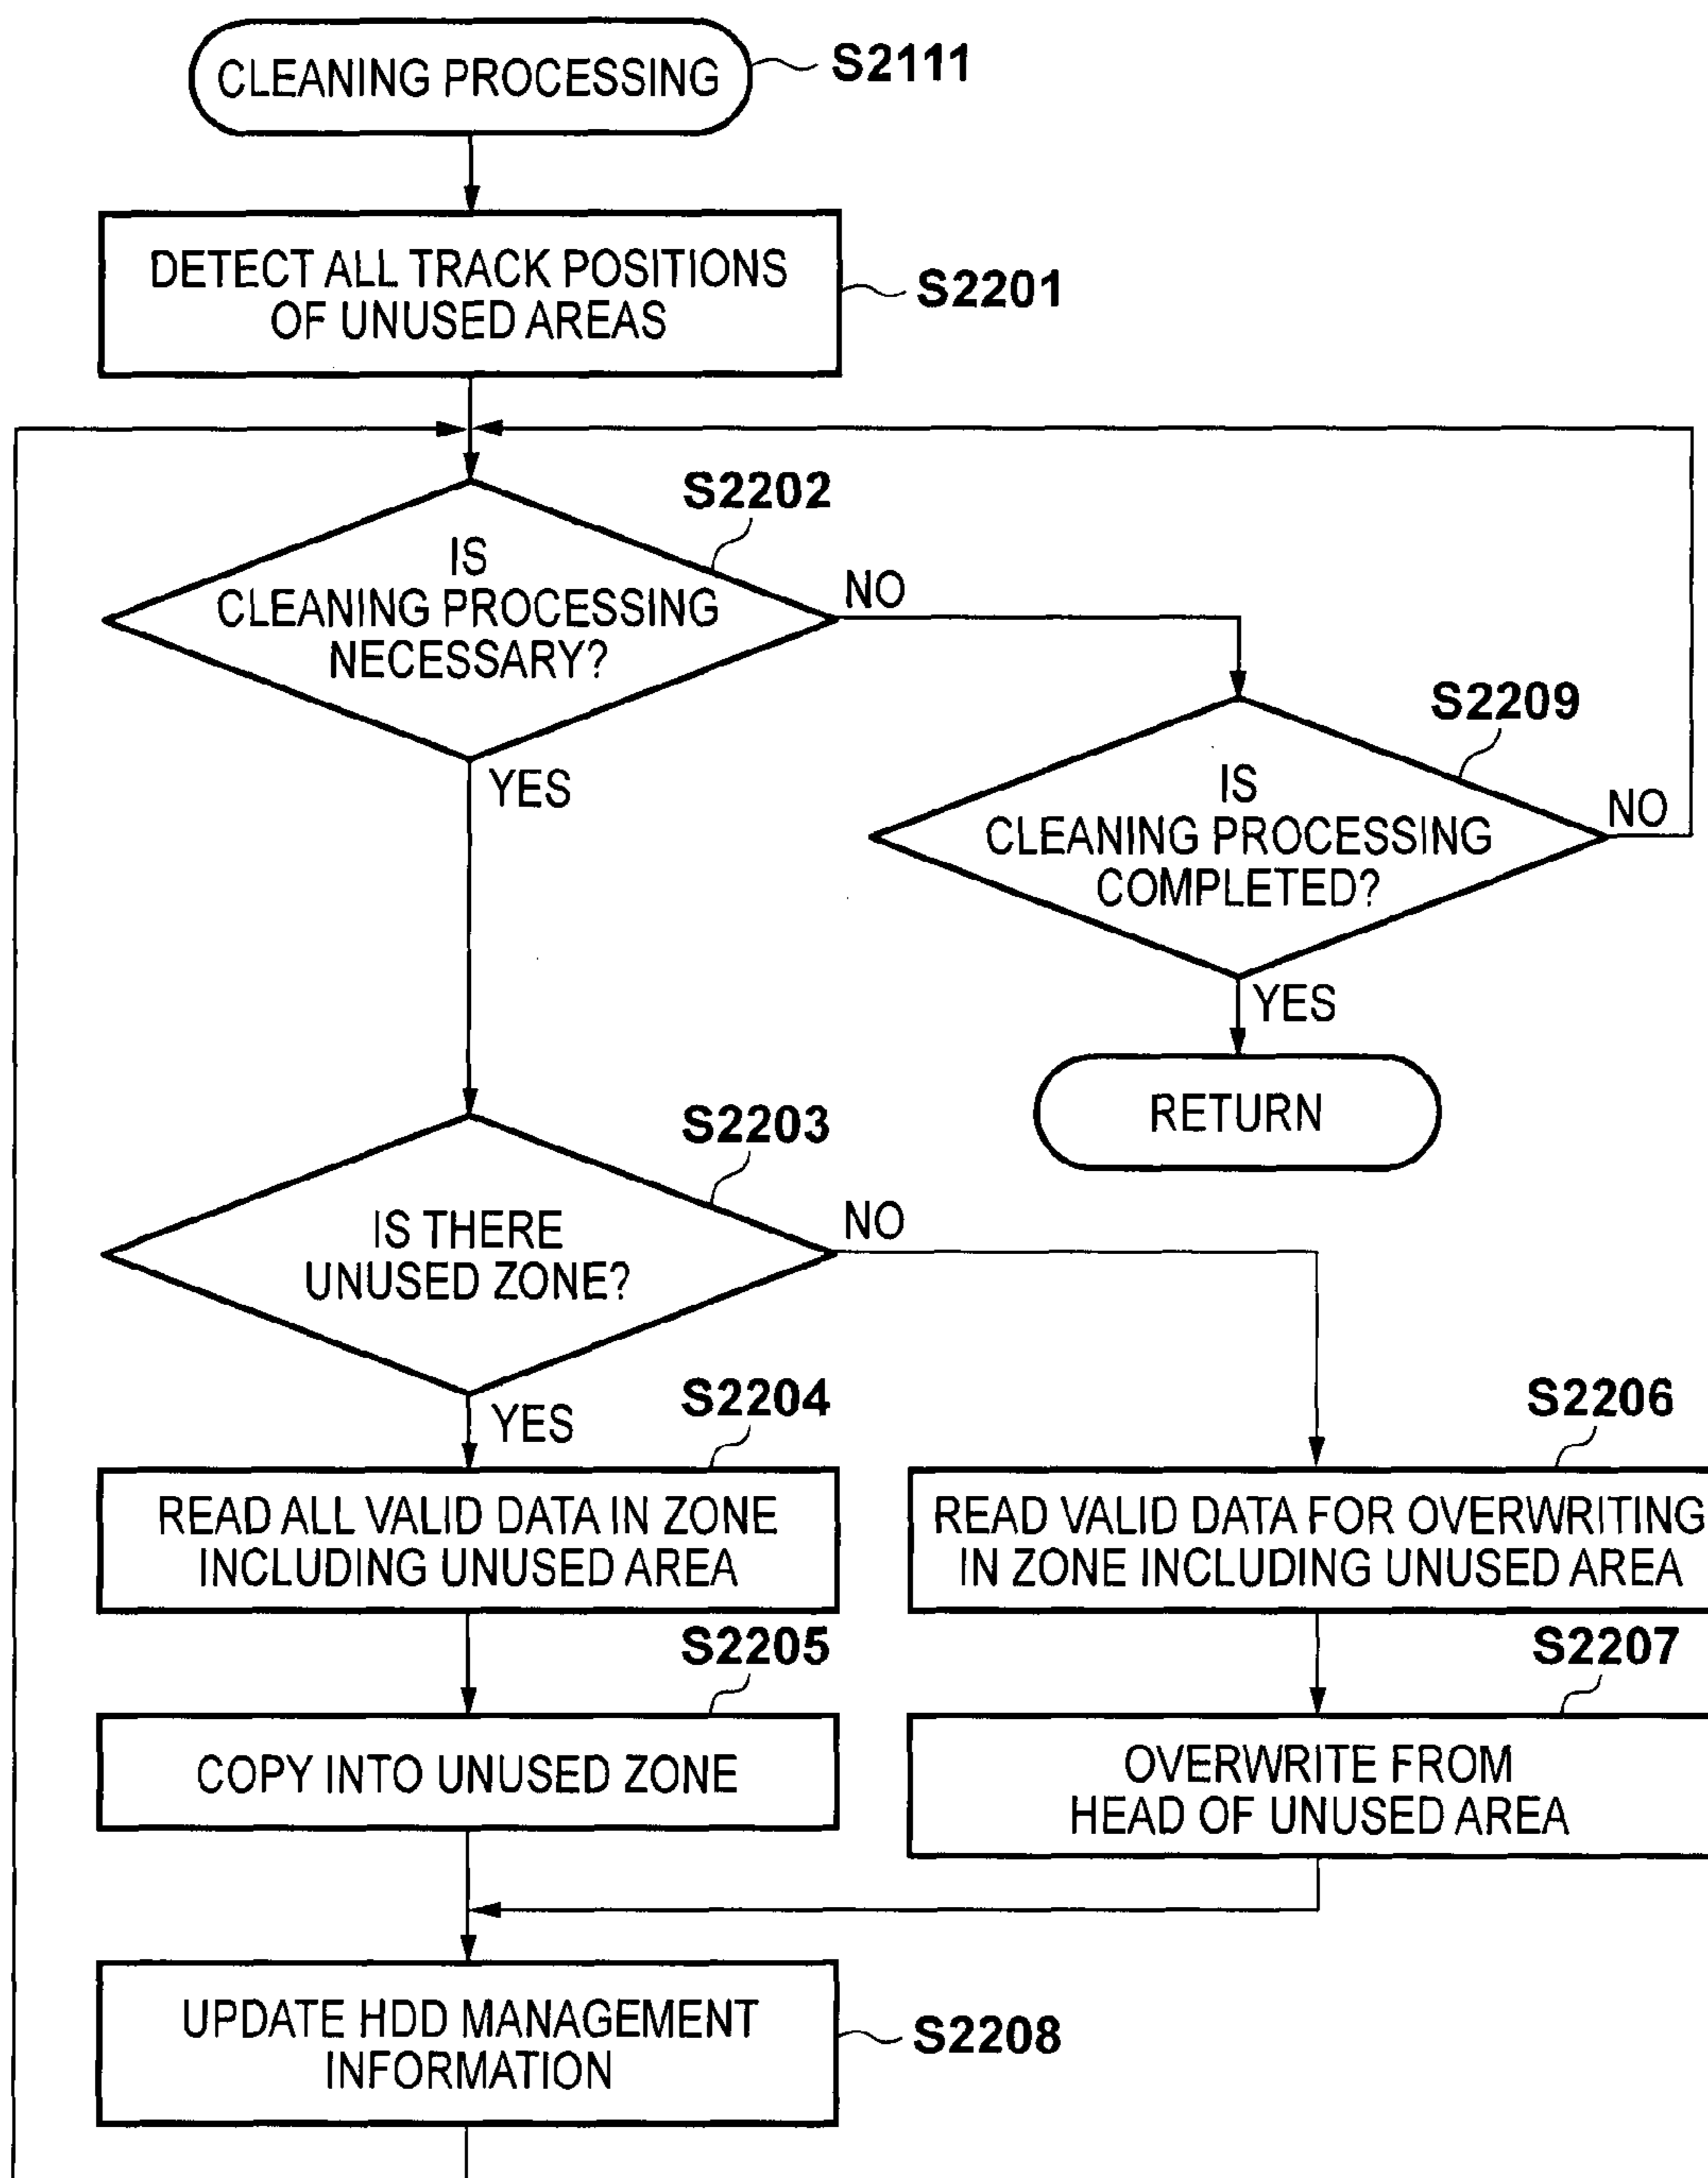 CLEANING PROCESSING
S2111
DETECT ALL TRACK POSITIONS
OF UNUSED AREAS
S2201
S2202
IS
CLEANING PROCESSING
NECESSARY?
NO
YES
S2209
IS
CLEANING PROCESSING
COMPLETED?
NO
YES
RETURN
S2203
IS THERE
UNUSED ZONE?
NO
YES
S2204
READ ALL VALID DATA IN ZONE
INCLUDING UNUSED AREA
S2206
READ VALID DATA FOR OVERWRITING
IN ZONE INCLUDING UNUSED AREA
S2205
COPY INTO UNUSED ZONE
S2207
OVERWRITE FROM
HEAD OF UNUSED AREA
UPDATE HDD MANAGEMENT
INFORMATION
S2208